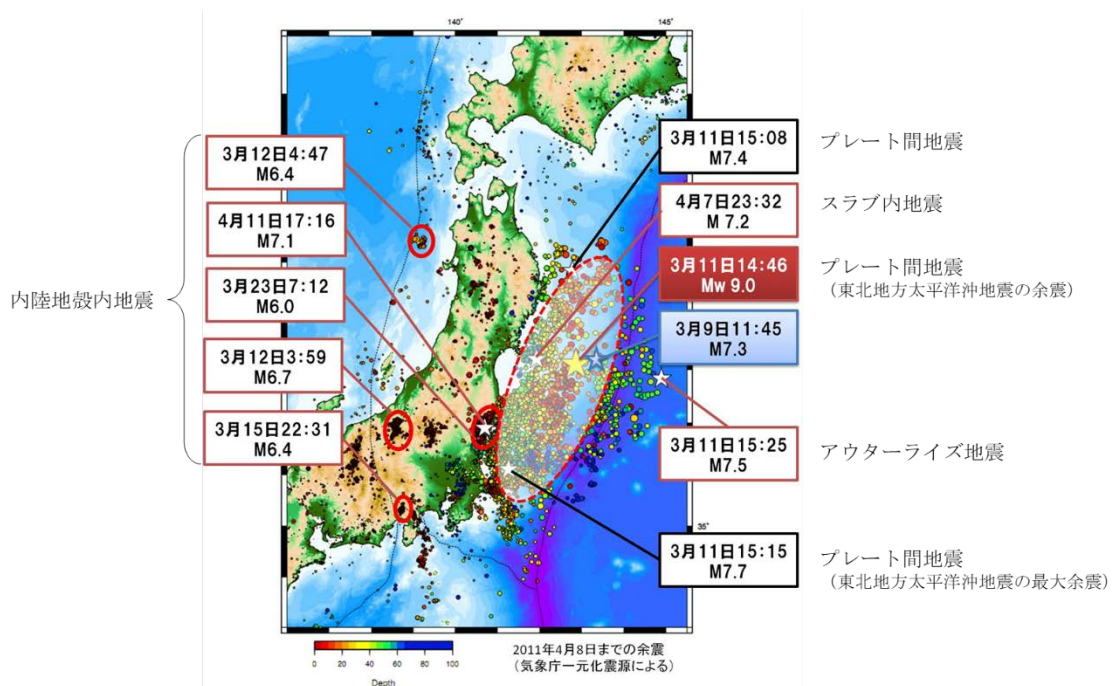 140°
145°
3月12日4:47
M6.4
4月11日17:16
M7.1
3月23日7:12
M6.0
3月12日3:59
M6.7
3月15日22:31
M6.4
内陸地殻内地震
3月11日15:08
M7.4
プレート間地震
4月7日23:32
M 7.2
スラブ内地震
3月11日14:46
Mw 9.0
プレート間地震
（東北地方太平洋沖地震の余震）
3月9日11:45
M7.3
3月11日15:25
M7.5
アウターライズ地震
35°
3月11日15:15
M7.7
プレート間地震
（東北地方太平洋沖地震の最大余震）
0 20 40 60 80 100
Depth
2011年4月8日までの余震
（気象庁一元化震源による）